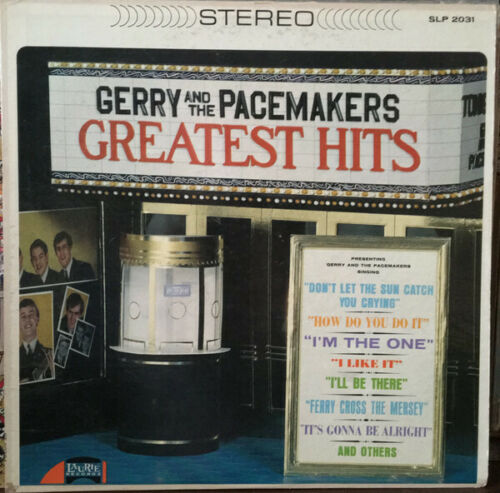 STEREO
SLP 2031
GERRY AND THE PACEMAKERS
GREATEST HITS
PRESENTING
GERRY AND THE PACEMAKERS
SINGING
"DON'T LET THE SUN CATCH
YOU CRYING"
"HOW DO YOU DO IT"
"I'M THE ONE"
"I LIKE IT"
"I'LL BE THERE"
"FERRY CROSS THE MERSEY"
"IT'S GONNA BE ALRIGHT"
AND OTHERS
LAURIE
RECORDS